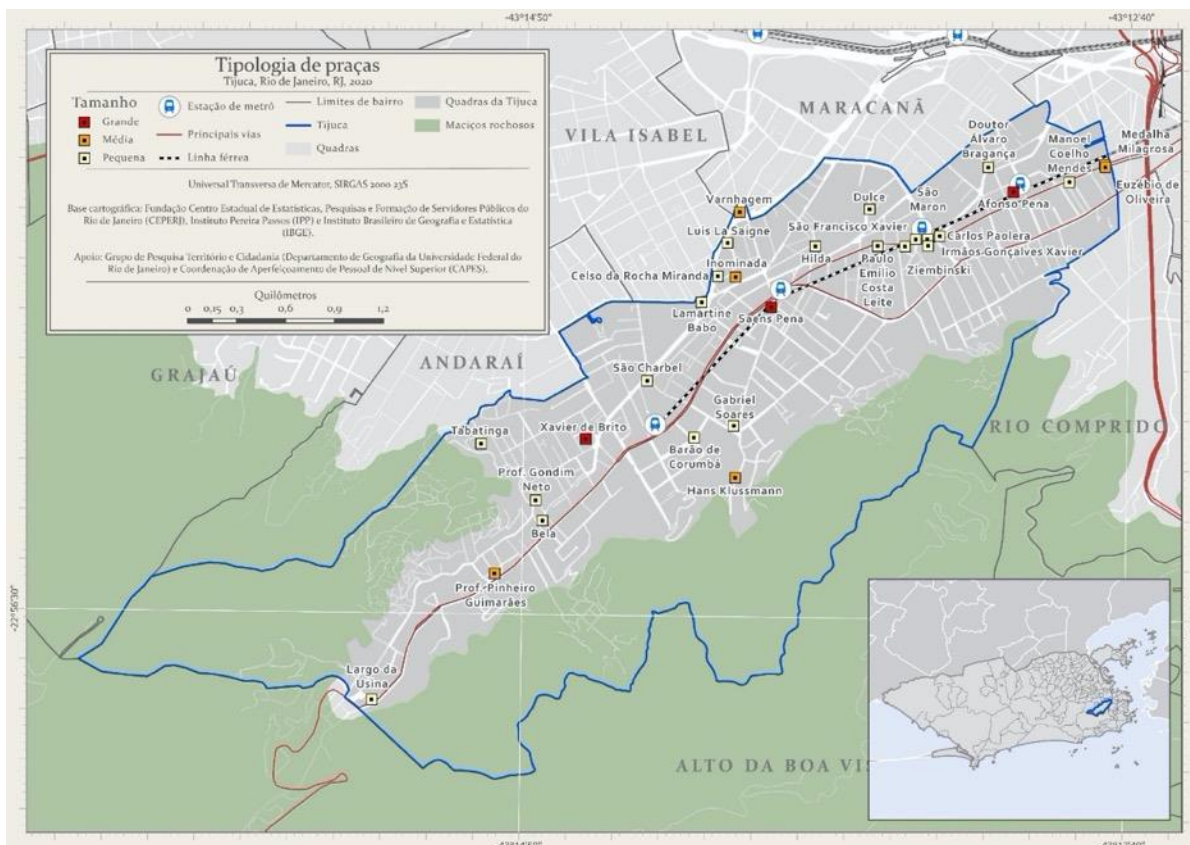 -43°14'50"
-43°12'40"
Tipologia de praças
Tijuca, Rio de Janeiro, RJ, 2020
Tamanho
Grande
Média
Pequena
Estação de metrô
Principais vias
Linha férrea
Limites de bairro
Tijuca
Quadras
Quadras da Tijuca
Maciços rochosos
Universal Transversa de Mercator, SIRGAS 2000 23S
Base cartográfica: Fundação Centro Estadual de Estatísticas, Pesquisas e Formação de Servidores Públicos do
Rio de Janeiro (CEPERJ), Instituto Pereira Passos (IPP) e Instituto Brasileiro de Geografia e Estatística
(IBGE).
Apoio: Grupo de Pesquisa Território e Cidadania (Departamento de Geografia da Universidade Federal do
Rio de Janeiro) e Coordenação de Aperfeiçoamento de Pessoal de Nível Superior (CAPES).
Quilômetros
0 0,15 0,3 0,6 0,9 1,2
MARACANÃ
VILA ISABEL
Doutor
Álvaro
Bragança
Manoel
Coelho
Mendes
Medalha
Milagrosa
Euzébio de
Oliveira
Afonso Pena
São
Maron
Dulce
Varnhagem
Luis La Saigne
São Francisco Xavier
Carlos Paolera
Irmãos Gonçalves Xavier
Hilda
Paulo
Emilio
Costa
Leite
Ziembinski
Inominada
Celso da Rocha Miranda
Lamartine
Babo
Saens Pena
ANDARAÍ
GRAJAÚ
São Charbel
Gabriel
Soares
RIO COMPRIDO
Tabatinga
Xavier de Brito
Barão de
Corumbá
Prof. Gondim
Neto
Hans Klussmann
Bela
Prof. Pinheiro
Guimarães
-22°56'30"
Largo da
Usina
ALTO DA BOA VIS